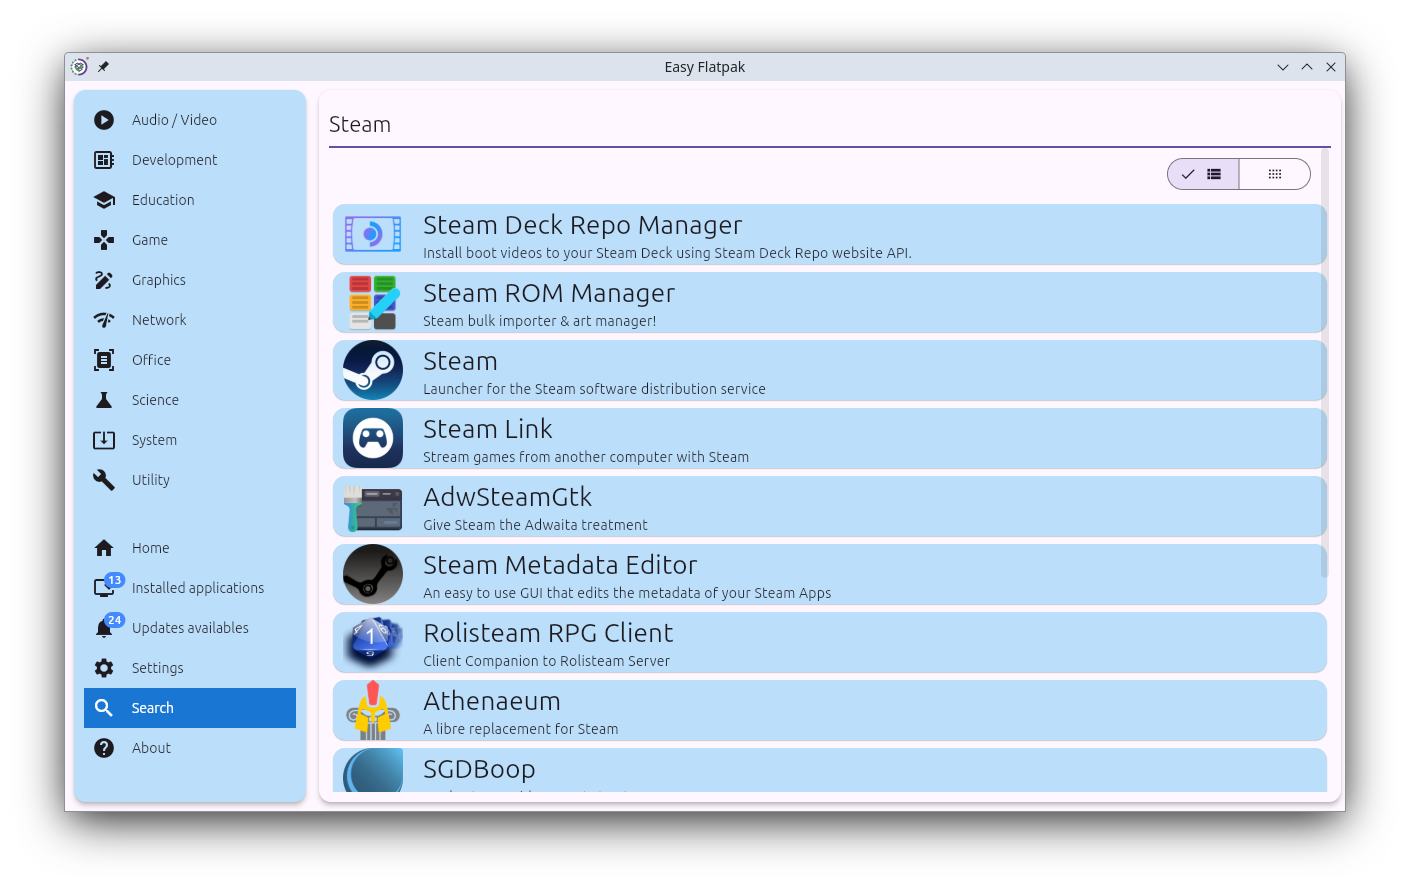 Easy Flatpak
Audio / Video
Development
Education
Game
Graphics
Network
Office
Science
System
Utility
Home
13
Installed applications
24
Updates availables
Settings
Search
About
Steam
Steam Deck Repo Manager
Install boot videos to your Steam Deck using Steam Deck Repo website API.
Steam ROM Manager
Steam bulk importer & art manager!
Steam
Launcher for the Steam software distribution service
Steam Link
Stream games from another computer with Steam
AdwSteamGtk
Give Steam the Adwaita treatment
Steam Metadata Editor
An easy to use GUI that edits the metadata of your Steam Apps
Rolisteam RPG Client
Client Companion to Rolisteam Server
1
Athenaeum
A libre replacement for Steam
SGDBoop